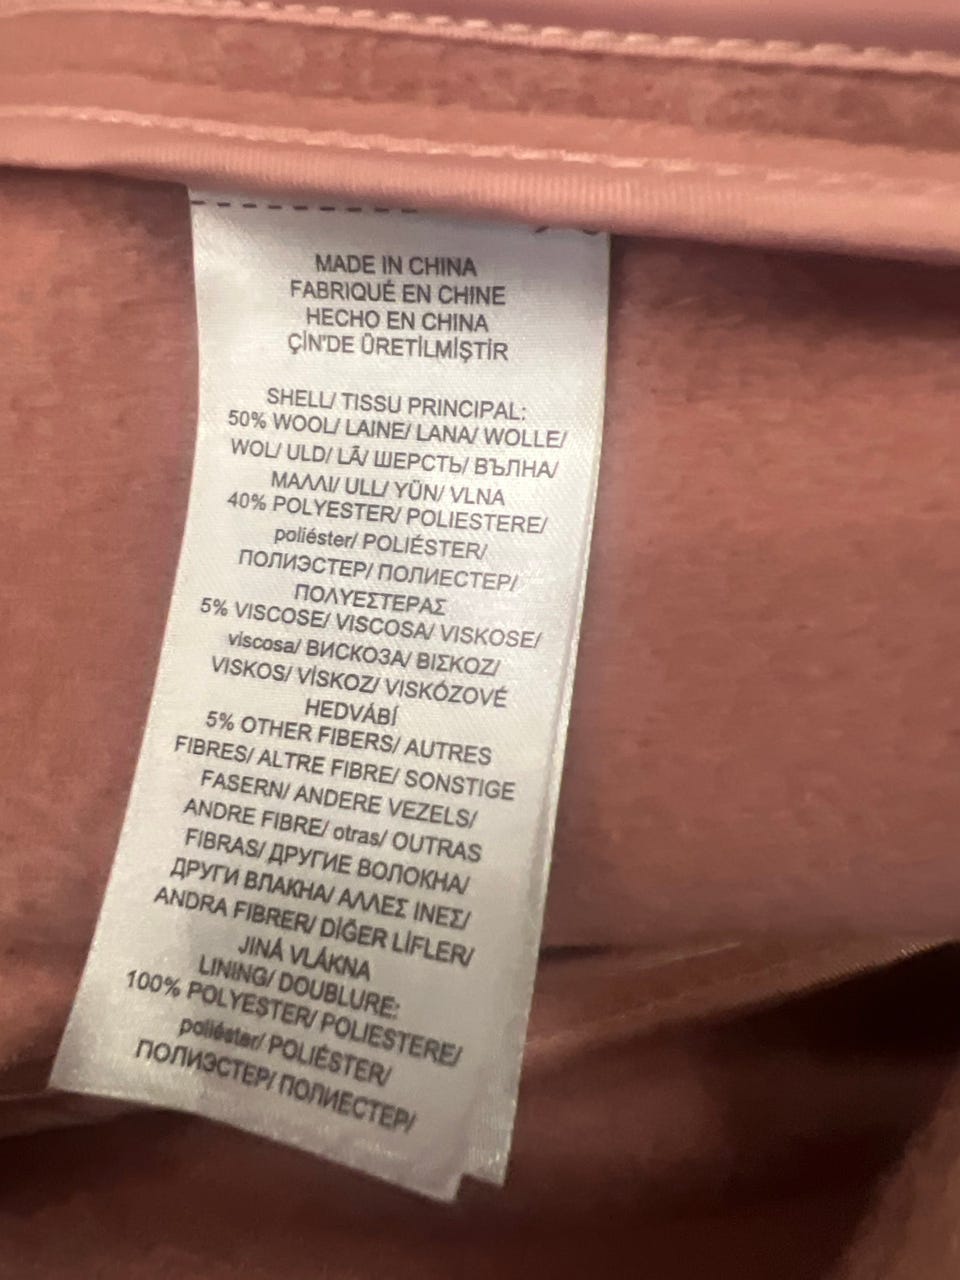 MADE IN CHINA
FABRIQUÉ EN CHINE
HECHO EN CHINA
ÇİN'DE ÜRETİLMİŞTİR
SHELL/ TISSU PRINCIPAL:
50% WOOL/ LAINE/ LANA/ WOLLE/
WOL/ ULD/ LÃ/ ШЕРСТЬ/ ВЪЛНА/
ΜΑΛΛΙ/ ULL/ YÜN/ VLNA
40% POLYESTER/ POLIESTERE/
poliéster/ POLIÉSTER/
ПОЛИЭСТЕР/ ПОЛИЕСТЕР/
ΠΟΛΥΕΣΤΕΡΑΣ
5% VISCOSE/ VISCOSA/ VISKOSE/
viscosa/ ВИСКОЗА/ ΒΙΣΚΟΖ/
VISKOS/ VİSKOZ/ VISKÓZOVÉ
HEDVÁBÍ
5% OTHER FIBERS/ AUTRES
FIBRES/ ALTRE FIBRE/ SONSTIGE
FASERN/ ANDERE VEZELS/
ANDRE FIBRE/ otras/ OUTRAS
FIBRAS/ ДРУГИЕ ВОЛОКНА/
ДРУГИ ВЛАКНА/ ΑΛΛΕΣ ΙΝΕΣ/
ANDRA FIBRER/ DİĞER LİFLER/
JINÁ VLÁKNA
LINING/ DOUBLURE:
100% POLYESTER/ POLIESTERE/
poliéster/ POLIÉSTER/
ПОЛИЭСТЕР/ ПОЛИЕСТЕР/